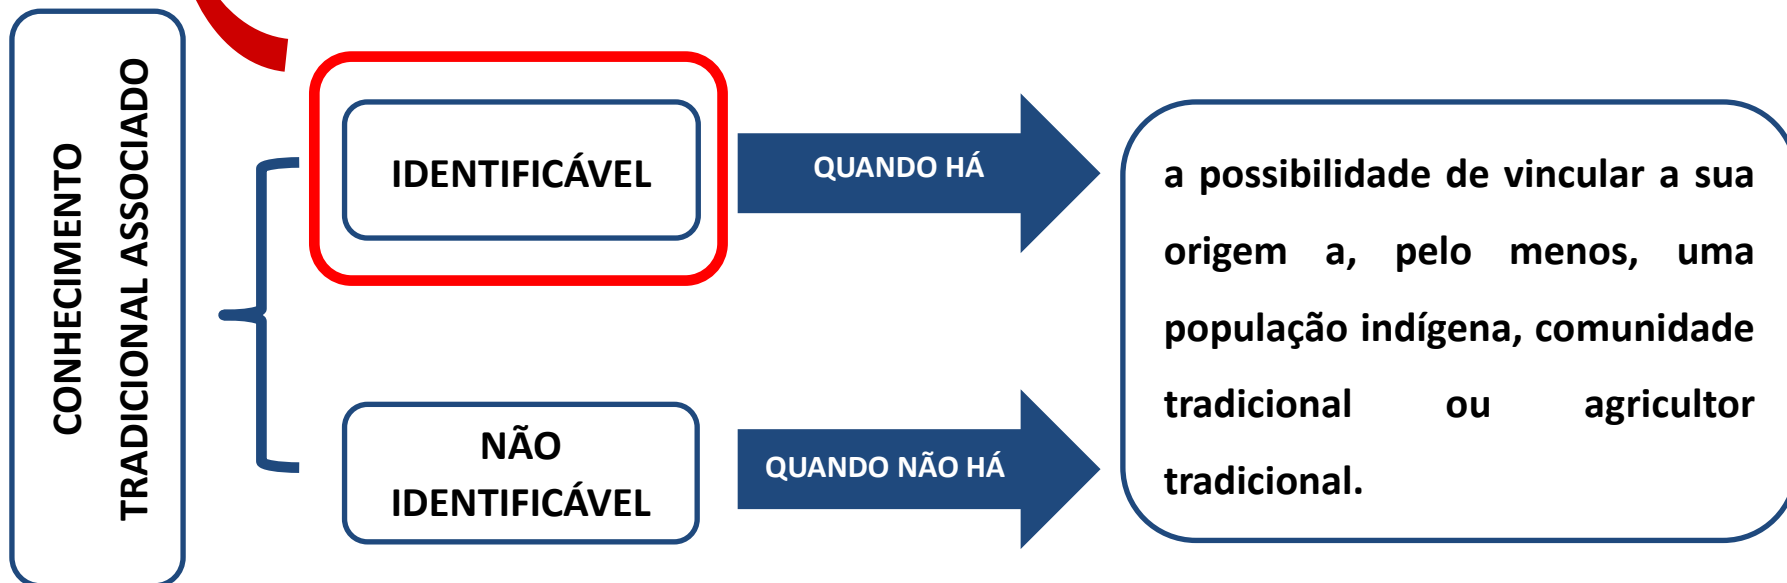 CONHECIMENTO
TRADICIONAL ASSOCIADO
IDENTIFICÁVEL
QUANDO HÁ
NÃO
IDENTIFICÁVEL
QUANDO NÃO HÁ
a possibilidade de vincular a sua
origem a, pelo menos, uma
população indígena, comunidade
tradicional ou agricultor
tradicional.